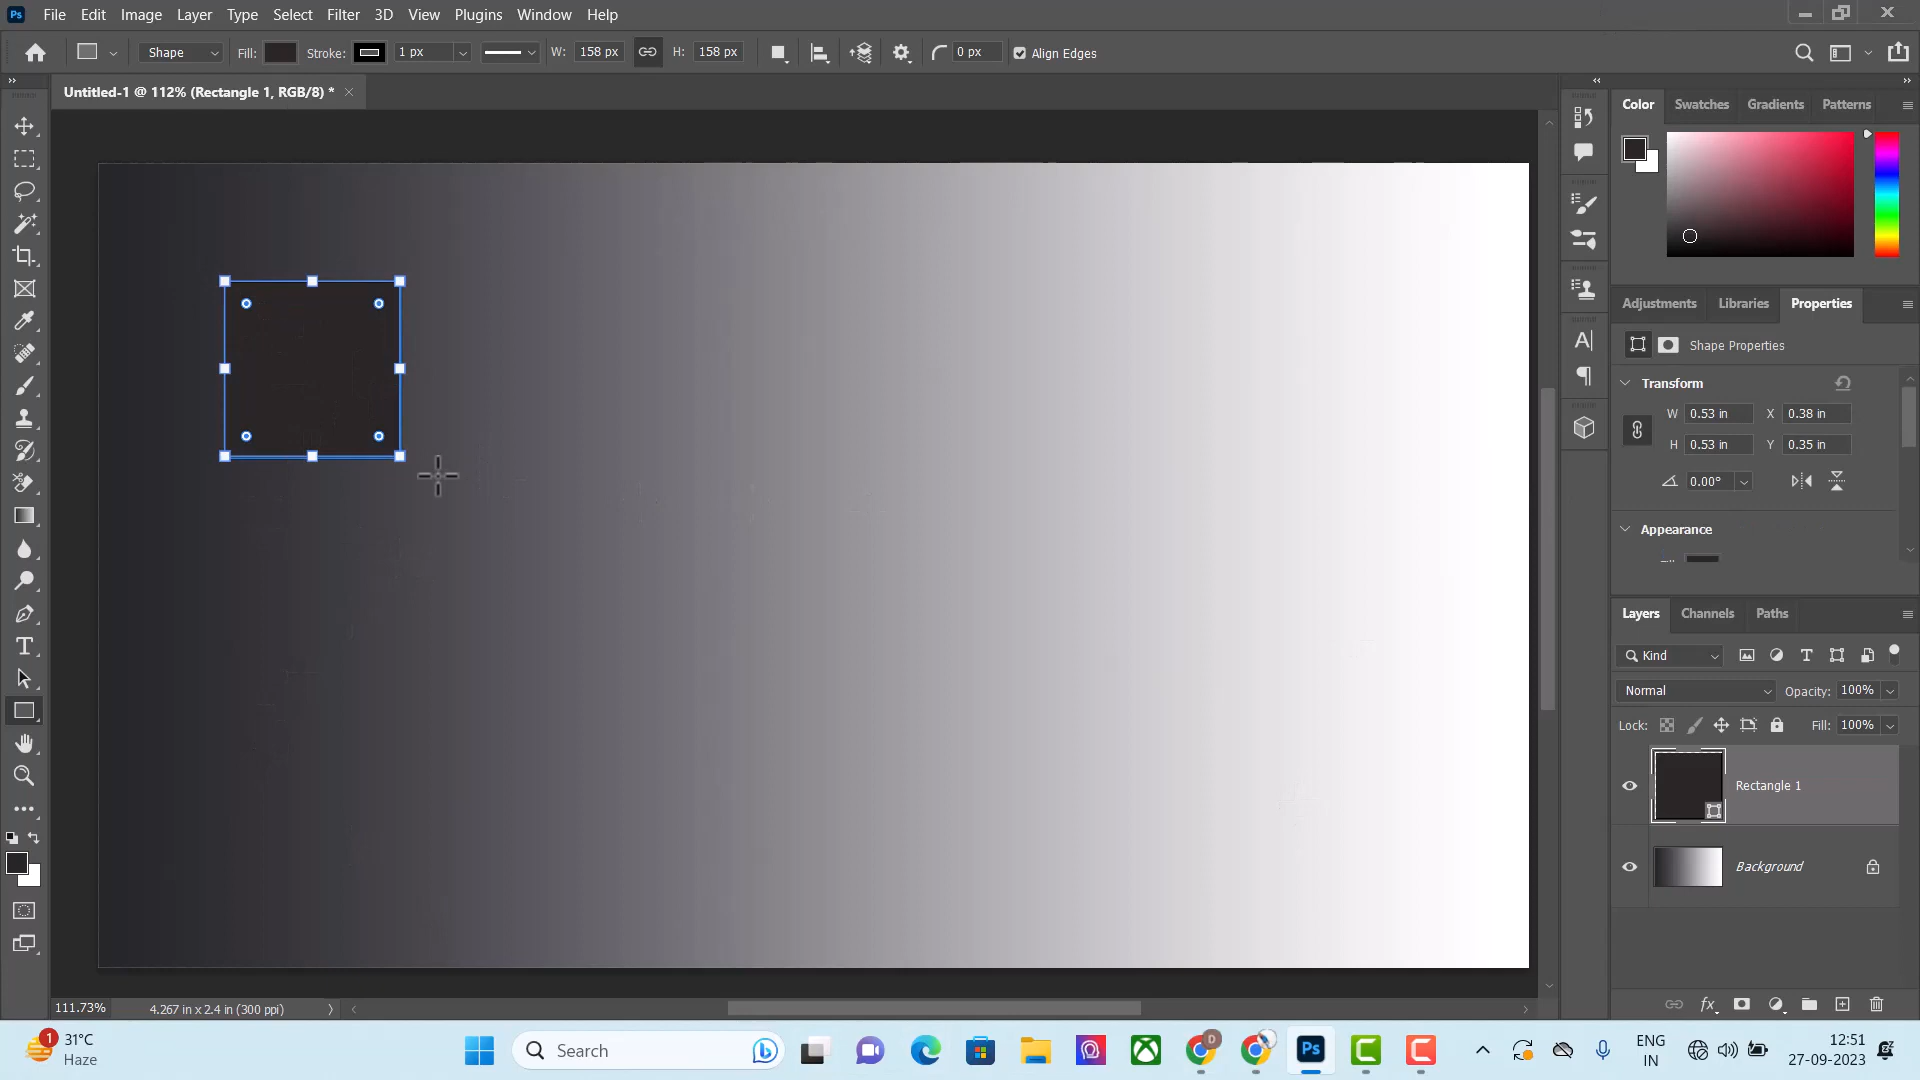 Ps File Edit Image Layer Type Select Filter 3D View Plugins Window Help
Shape Fill: Stroke: 1 px W: 158 px H: 158 px 0 px Align Edges
Untitled-1 @ 112% (Rectangle 1, RGB/8) * ×
Color Swatches Gradients Patterns
Adjustments Libraries Properties
Shape Properties
Transform
W 0.53 in X 0.38 in
H 0.53 in Y 0.35 in
0.00°
Appearance
Layers Channels Paths
Kind
Normal Opacity: 100%
Lock: Fill: 100%
Rectangle 1
Background
111.73% 4.267 in x 2.4 in (300 ppi)
1 31°C
Haze
Search
D
Ps
ENG
IN
12:51
27-09-2023